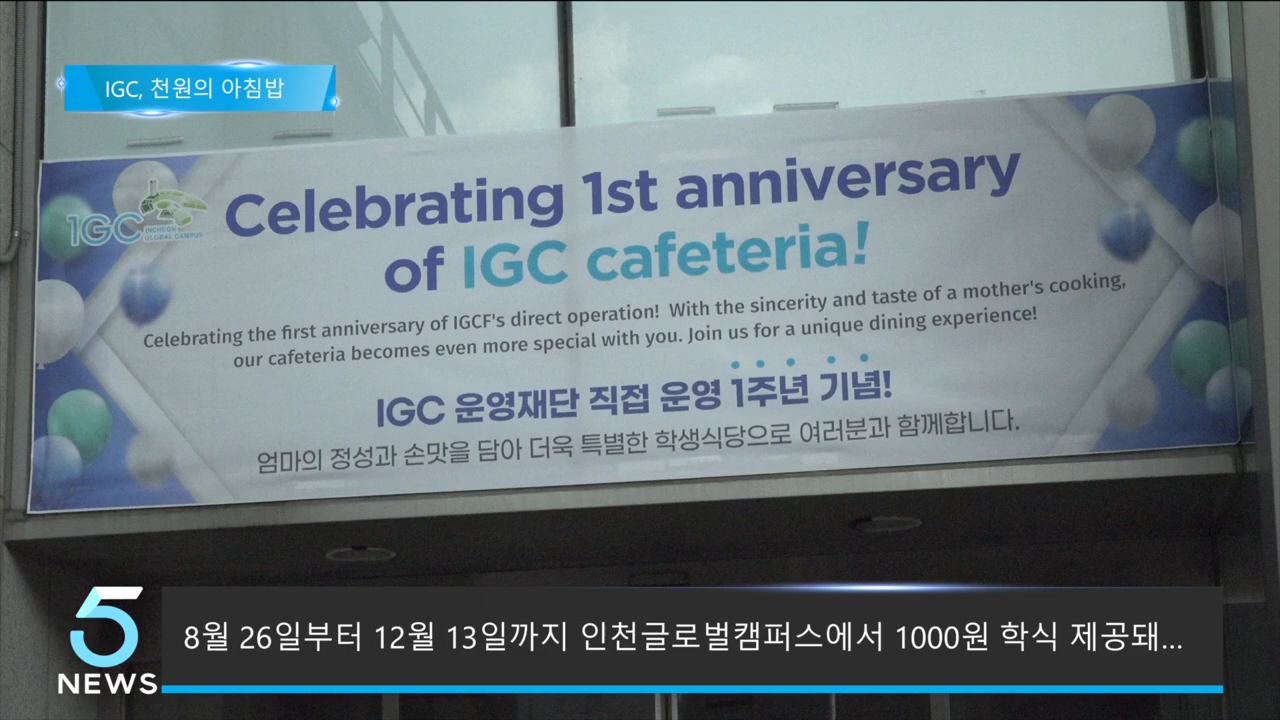 IGC, 천원의 아침밥
IGC INCHEON GLOBAL CAMPUS
Celebrating 1st anniversary
of IGC cafeteria!
Celebrating the first anniversary of IGCF's direct operation! With the sincerity and taste of a mother's cooking,
our cafeteria becomes even more special with you. Join us for a unique dining experience!
IGC 운영재단 직접 운영 1주년 기념!
엄마의 정성과 손맛을 담아 더욱 특별한 학생식당으로 여러분과 함께합니다.
5
NEWS
8월 26일부터 12월 13일까지 인천글로벌캠퍼스에서 1000원 학식 제공돼...